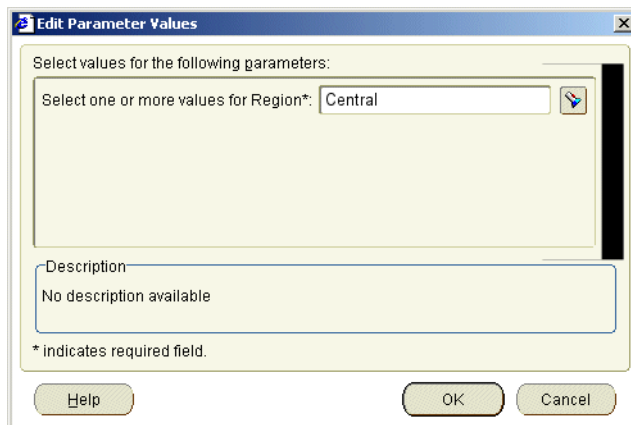 Edit Parameter Values
Select values for the following parameters:
Select one or more values for Region*: Central
Description
No description available
* indicates required field.
Help OK Cancel